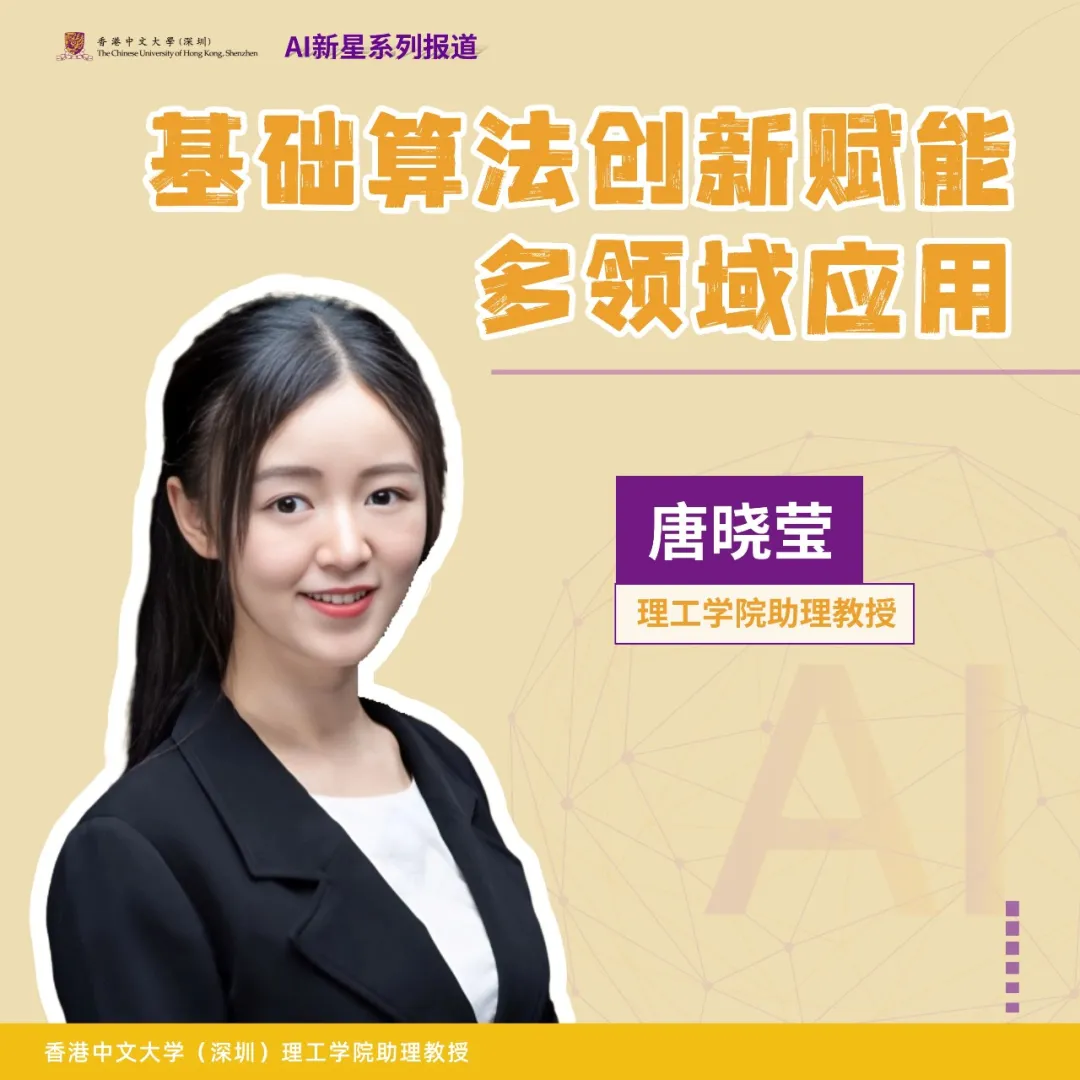 香港中文大學(深圳)
The Chinese University of Hong Kong, Shenzhen
AI新星系列报道
基础算法创新赋能
多领域应用
唐晓莹
理工学院助理教授
AI
香港中文大学（深圳）理工学院助理教授